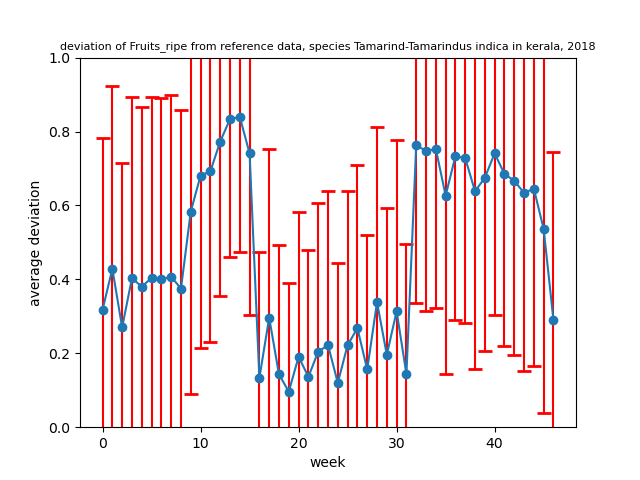 deviation of Fruits_ripe from reference data, species Tamarind-Tamarindus indica in kerala, 2018
1.0
0.8
0.6
0.4
0.2
0.0
average deviation
0 10 20 30 40
week